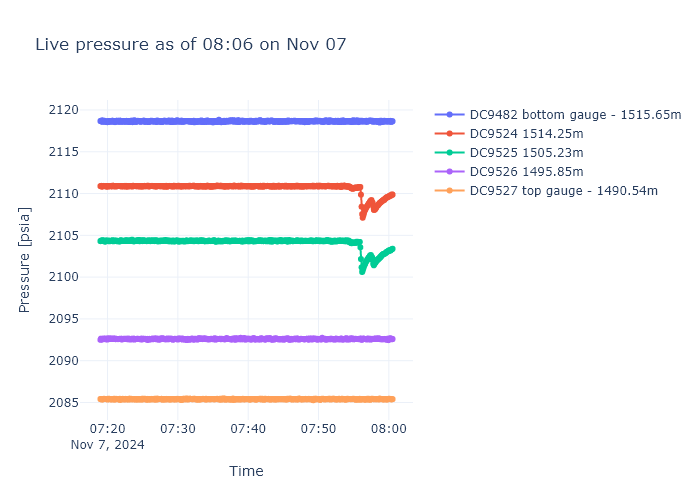 Live pressure as of 08:06 on Nov 07
2120
2115
2110
2105
2100
2095
2090
2085
Pressure [psia]
07:20
07:30
07:40
07:50
08:00
Nov 7, 2024
Time
DC9482 bottom gauge - 1515.65m
DC9524 1514.25m
DC9525 1505.23m
DC9526 1495.85m
DC9527 top gauge - 1490.54m